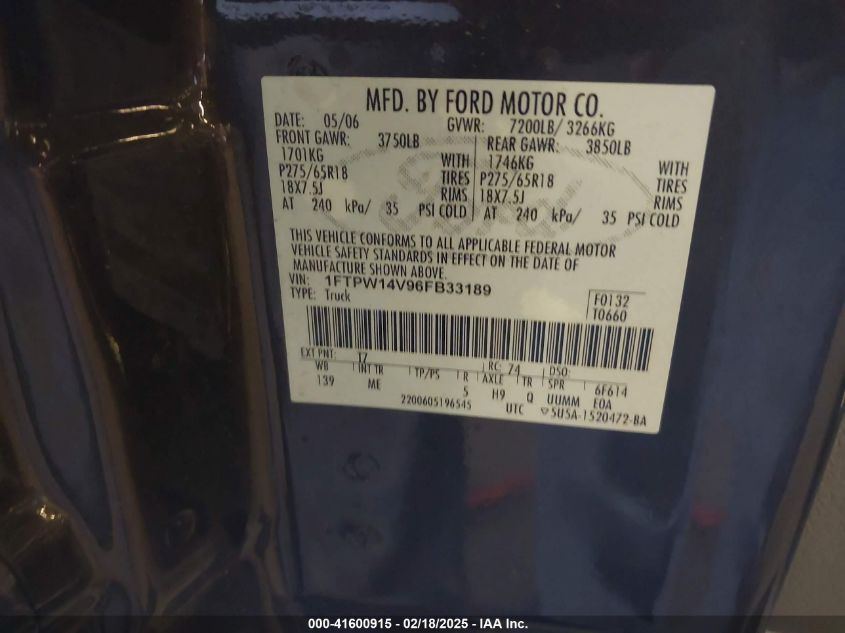 MFD. BY FORD MOTOR CO.
DATE: 05/06 GVWR: 7200LB/ 3266KG
FRONT GAWR: 3750LB REAR GAWR: 3850LB
1701KG WITH 1746KG WITH
P275/65R18 TIRES P275/65R18 TIRES
18X7.5J RIMS 18X7.5J RIMS
AT 240 kPa/ 35 PSI COLD AT 240 kPa/ 35 PSI COLD
THIS VEHICLE CONFORMS TO ALL APPLICABLE FEDERAL MOTOR
VEHICLE SAFETY STANDARDS IN EFFECT ON THE DATE OF
MANUFACTURE SHOWN ABOVE.
VIN: 1FTPW14V96FB33189
TYPE: Truck
F0132
T0660
EXT PNT: T7 RC: 74 DSO:
WB INT TR TP/PS R AXLE TR SPR 6F614
139 ME 5 H9 Q UUMM EOA
2200605196545 UTC 5U5A-1520472-BA
000-41600915 - 02/18/2025 - IAA Inc.